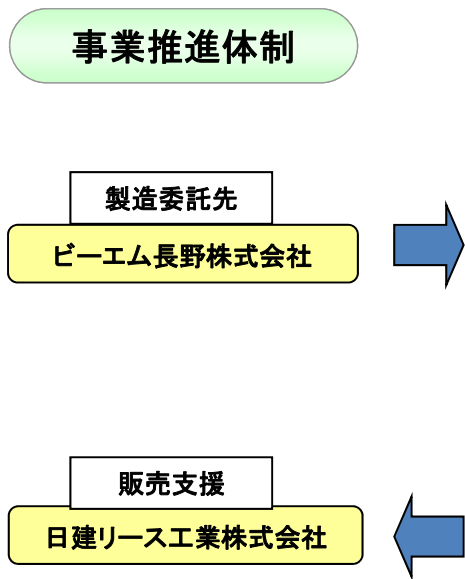 事業推進体制
製造委託先
ビーエム長野株式会社
販売支援
日建リース工業株式会社